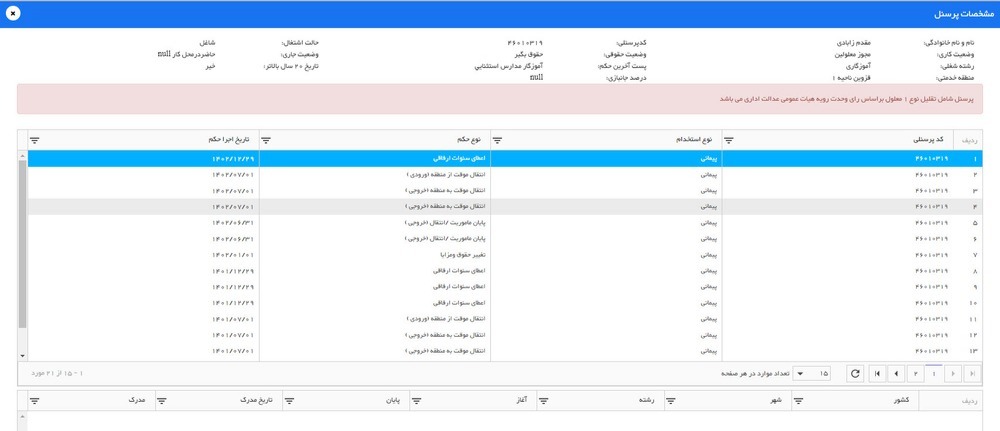 مشخصات پرسنل
نام و نام خانوادگی: مقدم زابادی کدپرسنلی: ۴۶۰۱۰۳۱۹ حالت اشتغال: شاغل
وضعیت کاری: مجوز معلولین وضعیت حقوقی: حقوق بگیر وضعیت جاری: حاضردرمحل کار null
رشته شغلی: آموزگاری پست آخرین حکم: آموزگار مدارس استثنایی تاریخ ۲۰ سال بالاتر: خیر
منطقه خدمتی: قزوین ناحیه ۱ درصد جانبازی: null
پرسنل شامل تقلیل نوع ۱ معلول براساس رای وحدت رویه هیات عمومی عدالت اداری می باشد
ردیف کد پرسنلی نوع استخدام نوع حکم تاریخ اجرا حکم
۱ ۴۶۰۱۰۳۱۹ پیمانی اعطای سنوات ارفاقی ۱۴۰۲/۱۲/۲۹
۲ ۴۶۰۱۰۳۱۹ پیمانی انتقال موقت از منطقه (ورودی ) ۱۴۰۲/۰۷/۰۱
۳ ۴۶۰۱۰۳۱۹ پیمانی انتقال موقت به منطقه (خروجی ) ۱۴۰۲/۰۷/۰۱
۴ ۴۶۰۱۰۳۱۹ پیمانی انتقال موقت به منطقه (خروجی ) ۱۴۰۲/۰۷/۰۱
۵ ۴۶۰۱۰۳۱۹ پیمانی پایان ماموریت /انتقال (خروجی ) ۱۴۰۲/۰۶/۳۱
۶ ۴۶۰۱۰۳۱۹ پیمانی پایان ماموریت /انتقال (خروجی ) ۱۴۰۲/۰۶/۳۱
۷ ۴۶۰۱۰۳۱۹ پیمانی تغییر حقوق ومزایا ۱۴۰۲/۰۱/۰۱
۸ ۴۶۰۱۰۳۱۹ پیمانی اعطای سنوات ارفاقی ۱۴۰۱/۱۲/۲۹
۹ ۴۶۰۱۰۳۱۹ پیمانی اعطای سنوات ارفاقی ۱۴۰۱/۱۲/۲۹
۱۰ ۴۶۰۱۰۳۱۹ پیمانی اعطای سنوات ارفاقی ۱۴۰۱/۱۲/۲۹
۱۱ ۴۶۰۱۰۳۱۹ پیمانی انتقال موقت از منطقه (ورودی ) ۱۴۰۱/۰۷/۰۱
۱۲ ۴۶۰۱۰۳۱۹ پیمانی انتقال موقت به منطقه (خروجی ) ۱۴۰۱/۰۷/۰۱
۱۳ ۴۶۰۱۰۳۱۹ پیمانی انتقال موقت به منطقه (خروجی ) ۱۴۰۱/۰۷/۰۱
۱ ۲ ۱۵ تعداد موارد در هر صفحه ۱ - ۱۵ از ۲۱ مورد
ردیف کشور شهر رشته آغاز پایان تاریخ مدرک مدرک